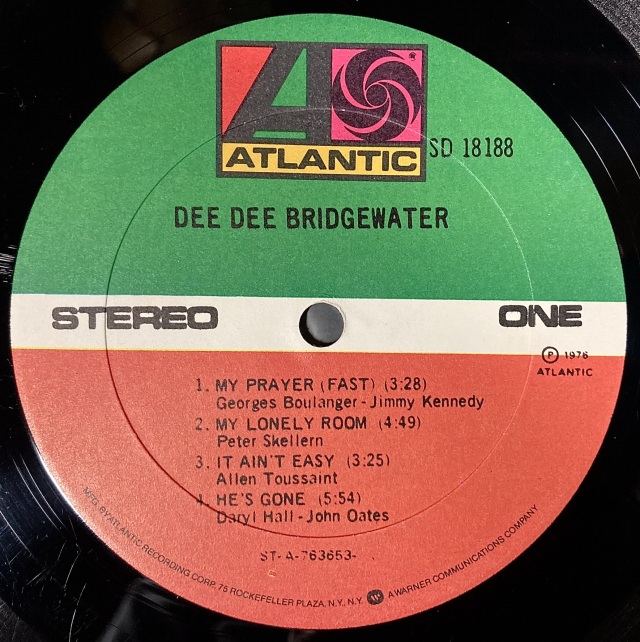 ATLANTIC
SD 18188
DEE DEE BRIDGEWATER
STEREO
ONE
Ⓟ 1976
ATLANTIC
1. MY PRAYER (FAST) (3:28)
Georges Boulanger-Jimmy Kennedy
2. MY LONELY ROOM (4:49)
Peter Skellern
3. IT AIN'T EASY (3:25)
Allen Toussaint
4. HE'S GONE (5:54)
Daryl Hall-John Oates
ST-A-763653-
MFG. BY ATLANTIC RECORDING CORP., 75 ROCKEFELLER PLAZA, N.Y., N.Y. A WARNER COMMUNICATIONS COMPANY